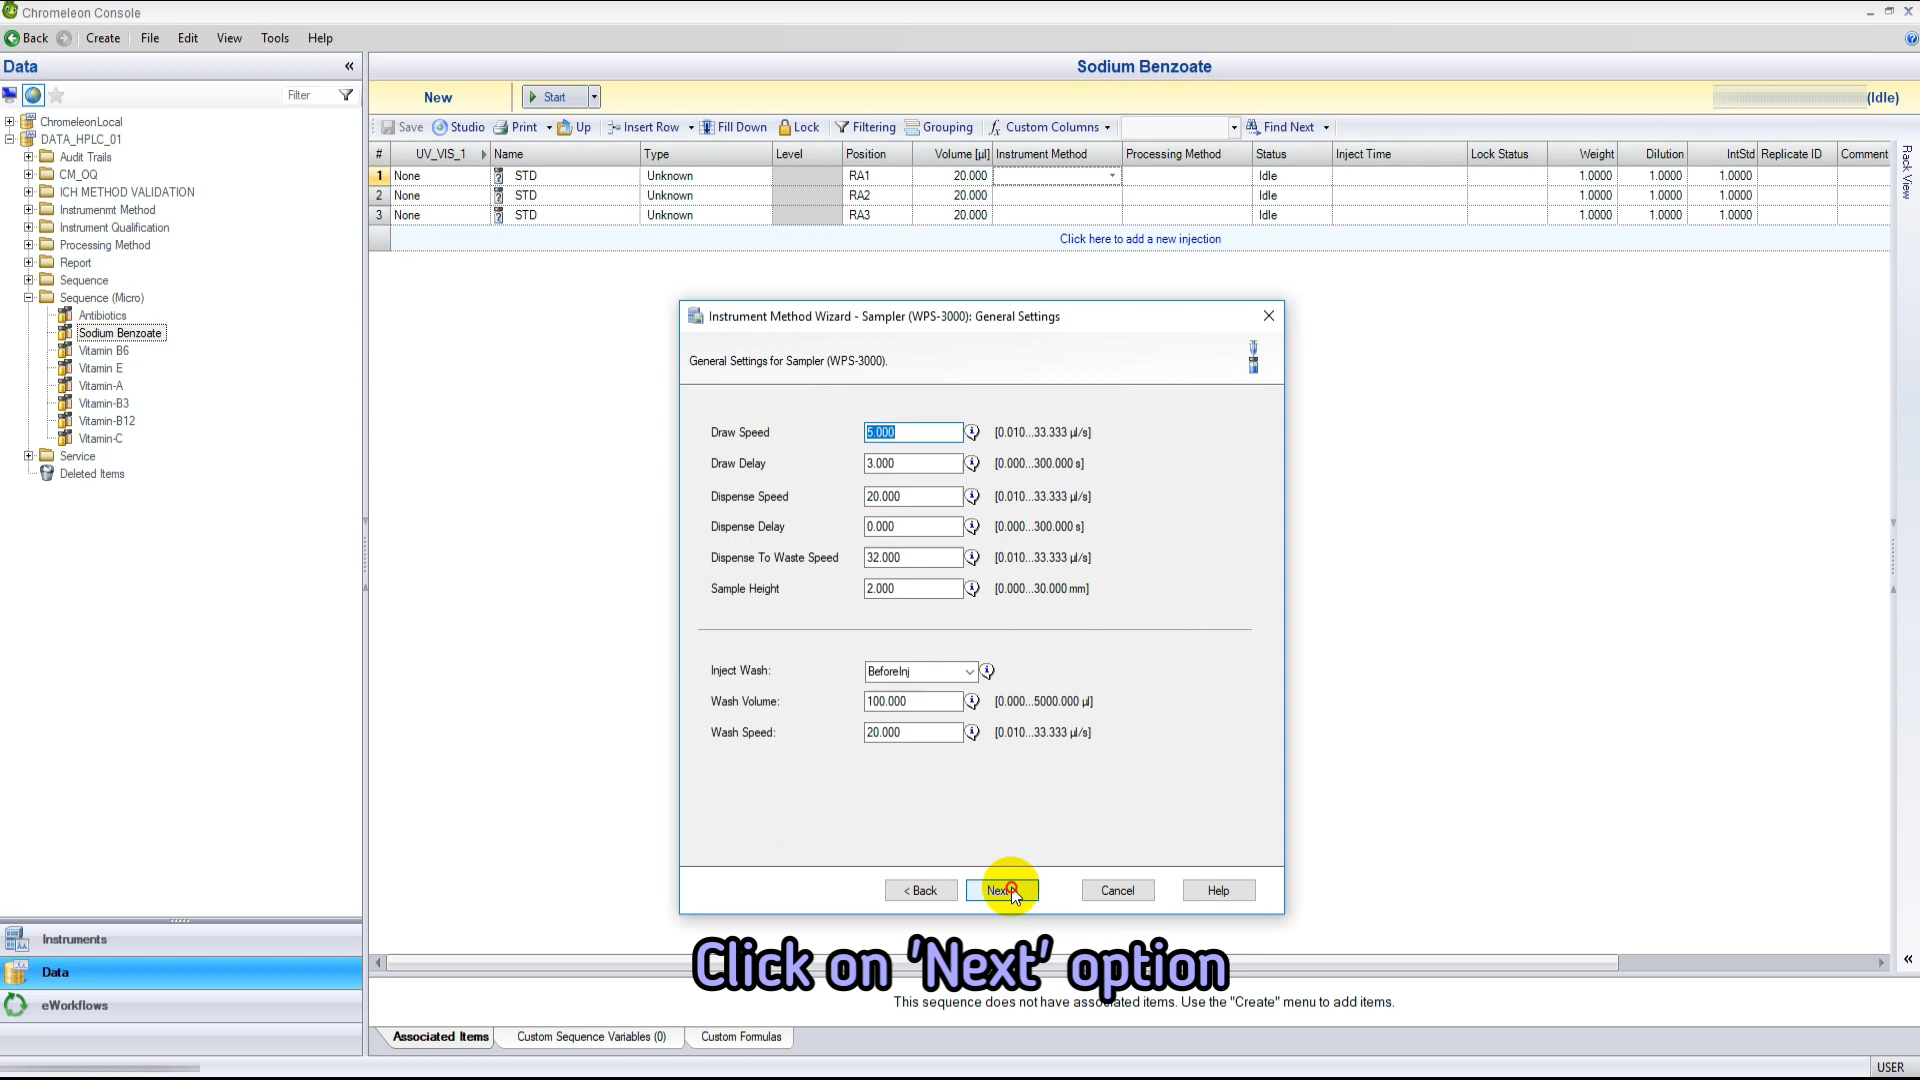 Chromeleon Console
Back Create File Edit View Tools Help
Data «
Sodium Benzoate
Filter
New Start (Idle)
Save Studio Print Up Insert Row Fill Down Lock Filtering Grouping Custom Columns Find Next
# UV_VIS_1 Name Type Level Position Volume [µl] Instrument Method Processing Method Status Inject Time Lock Status Weight Dilution IntStd Replicate ID Comment
1 None STD Unknown RA1 20.000 Idle 1.0000 1.0000 1.0000
2 None STD Unknown RA2 20.000 Idle 1.0000 1.0000 1.0000
3 None STD Unknown RA3 20.000 Idle 1.0000 1.0000 1.0000
Click here to add a new injection
Rack View
ChromeleonLocal
DATA_HPLC_01
Audit Trails
CM_OQ
ICH METHOD VALIDATION
Instrumenmt Method
Instrument Qualification
Processing Method
Report
Sequence
Sequence (Micro)
Antibiotics
Sodium Benzoate
Vitamin B6
Vitamin E
Vitamin-A
Vitamin-B3
Vitamin-B12
Vitamin-C
Service
Deleted Items
Instrument Method Wizard - Sampler (WPS-3000): General Settings
General Settings for Sampler (WPS-3000).
Draw Speed 5.000 [0.010...33.333 µl/s]
Draw Delay 3.000 [0.000...300.000 s]
Dispense Speed 20.000 [0.010...33.333 µl/s]
Dispense Delay 0.000 [0.000...300.000 s]
Dispense To Waste Speed 32.000 [0.010...33.333 µl/s]
Sample Height 2.000 [0.000...30.000 mm]
Inject Wash: BeforeInj
Wash Volume: 100.000 [0.000...5000.000 µl]
Wash Speed: 20.000 [0.010...33.333 µl/s]
< Back Next Cancel Help
Click on 'Next' option
Instruments
Data
eWorkflows
«
This sequence does not have associated items. Use the "Create" menu to add items.
Associated Items Custom Sequence Variables (0) Custom Formulas
USER